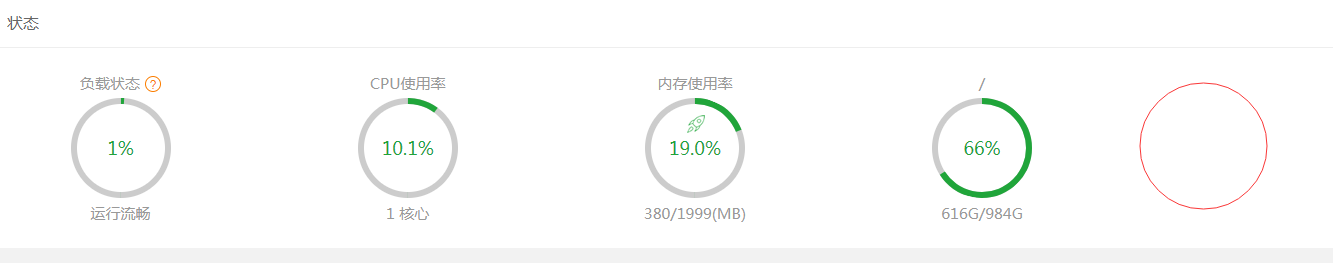 状态
负载状态 ?
CPU使用率
内存使用率
/
1%
10.1%
19.0%
66%
运行流畅
1 核心
380/1999(MB)
616G/984G